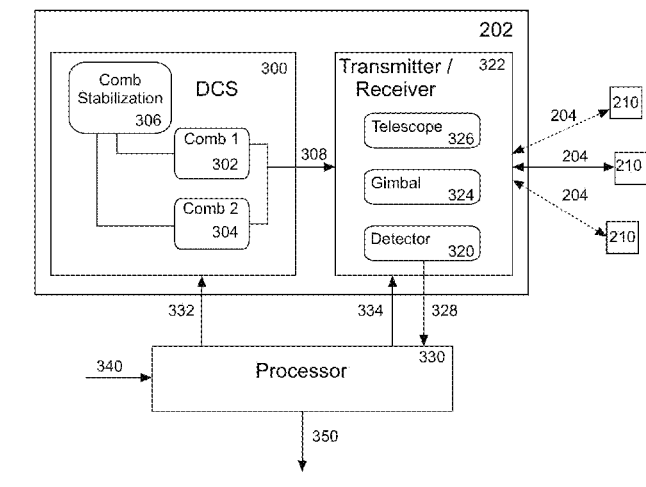 202
300
Comb
Stabilization
306
DCS
Comb 1
302
Comb 2
304
308
Transmitter /
Receiver
322
Telescope
326
Gimbal
324
Detector
320
204
210
204
210
204
210
332
334
328
340
Processor
330
350